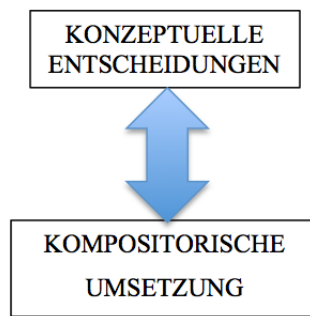 KONZEPTUELLE
ENTSCHEIDUNGEN
KOMPOSITORISCHE
UMSETZUNG